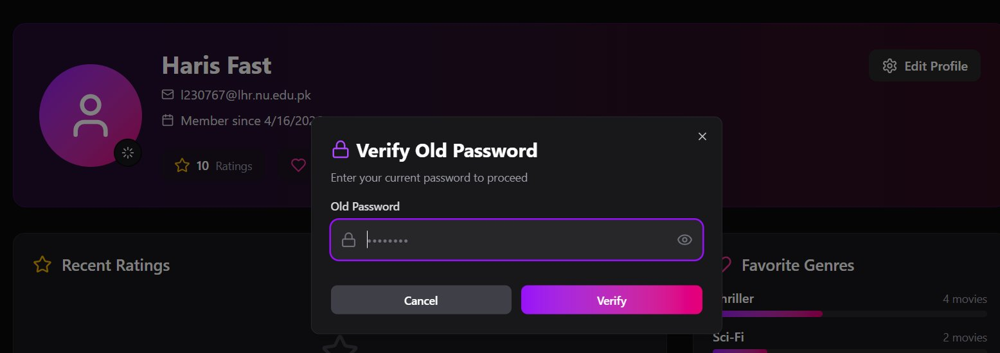 Haris Fast
Edit Profile
l230767@lhr.nu.edu.pk
Member since 4/16/202
10 Ratings
Verify Old Password
Enter your current password to proceed
Old Password
••••••••
Cancel
Verify
Recent Ratings
Favorite Genres
hriller
4 movies
Sci-Fi
2 movies